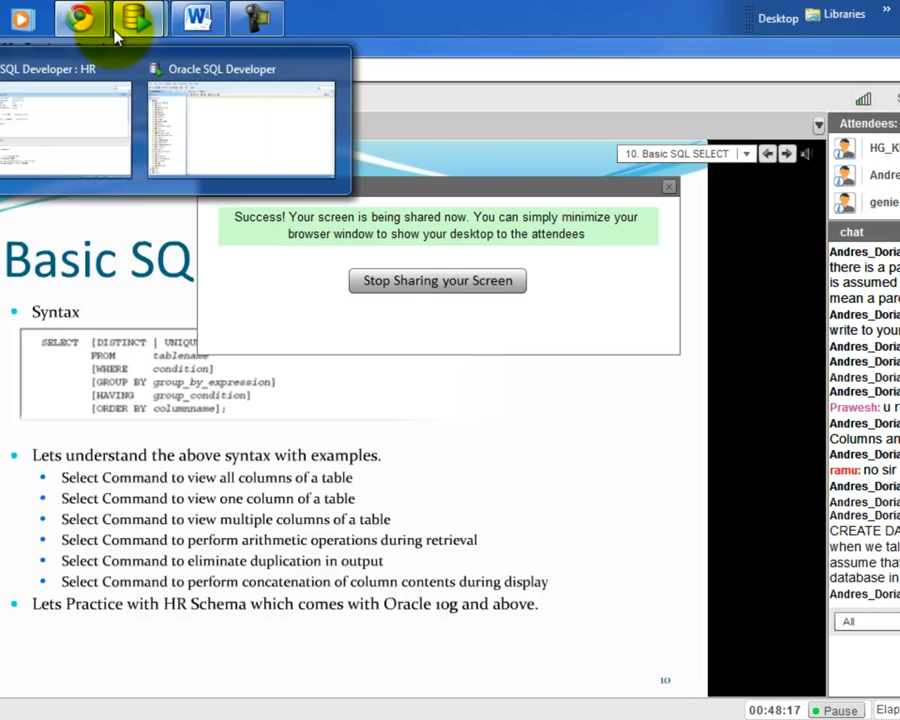 Desktop
Libraries
»
SQL Developer : HR
Oracle SQL Developer
10. Basic SQL SELECT
Attendees:
HG_K
Andre
genie
Success! Your screen is being shared now. You can simply minimize your
browser window to show your desktop to the attendees
Stop Sharing your Screen
Basic SQ
Syntax
SELECT [DISTINCT | UNIQU
FROM tablename
[WHERE condition]
[GROUP BY group_by_expression]
[HAVING group_condition]
[ORDER BY columnname];
Lets understand the above syntax with examples.
Select Command to view all columns of a table
Select Command to view one column of a table
Select Command to view multiple columns of a table
Select Command to perform arithmetic operations during retrieval
Select Command to eliminate duplication in output
Select Command to perform concatenation of column contents during display
Lets Practice with HR Schema which comes with Oracle 10g and above.
10
chat
Andres_Doria
there is a pa
is assumed
mean a pare
Andres_Doria
write to your
Andres_Doria
Andres_Doria
Andres_Doria
Andres_Doria
Prawesh: u r
Andres_Doria
Columns an
Andres_Doria
ramu: no sir
Andres_Doria
Andres_Doria
Andres_Doria
CREATE DA
when we tal
assume that
database in
Andres_Doria
All
00:48:17
Pause
Elap